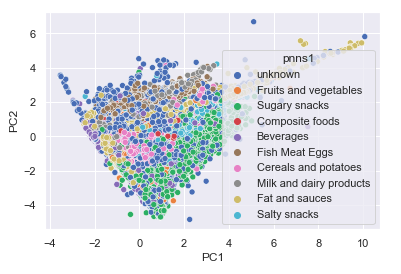 6
4
2
0
−2
−4
PC2
pnns1
unknown
Fruits and vegetables
Sugary snacks
Composite foods
Beverages
Fish Meat Eggs
Cereals and potatoes
Milk and dairy products
Fat and sauces
Salty snacks
−4 −2 0 2 4 6 8 10
PC1